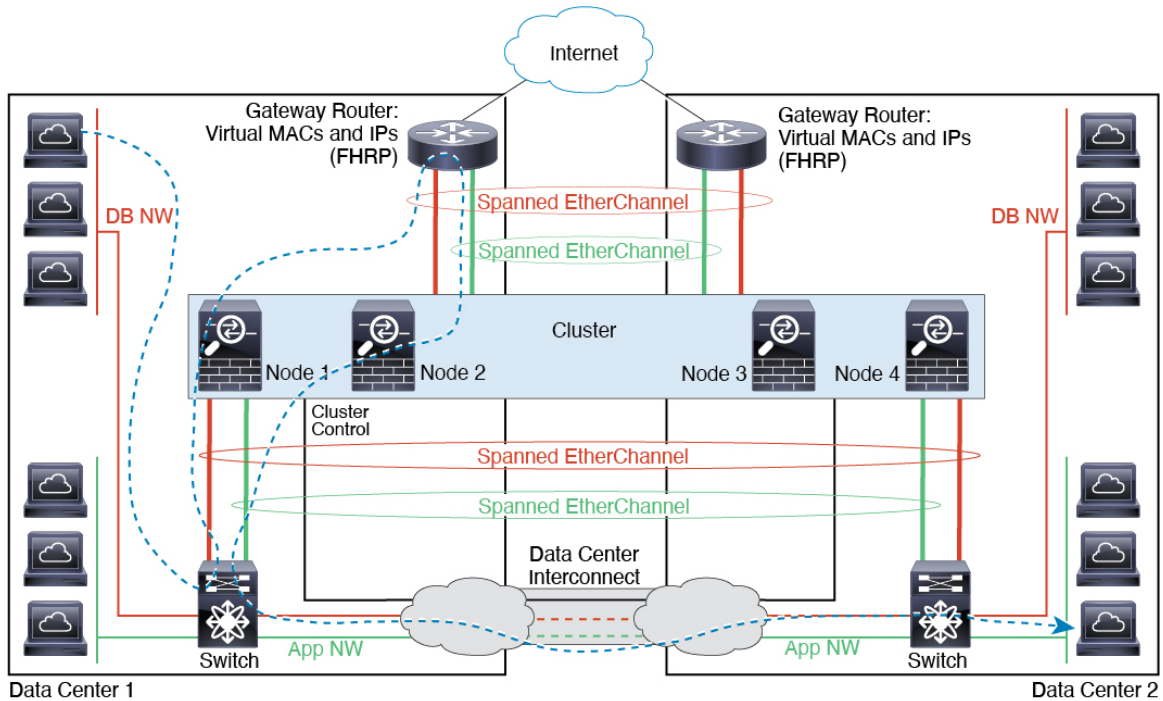 Internet
Gateway Router:
Virtual MACs and IPs
(FHRP)
Gateway Router:
Virtual MACs and IPs
(FHRP)
Spanned EtherChannel
DB NW
DB NW
Spanned EtherChannel
Cluster
Node 1
Node 2
Node 3
Node 4
Cluster
Control
Spanned EtherChannel
Spanned EtherChannel
Data Center
Interconnect
App NW
App NW
Switch
Switch
Data Center 1
Data Center 2